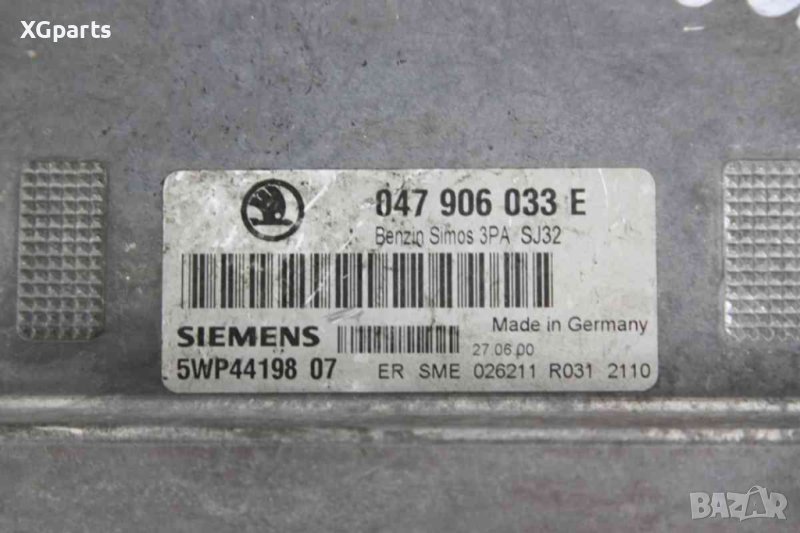 XGparts
047 906 033 E
Benzin Simos 3PA SJ32
SIEMENS
Made in Germany
27.06.00
5WP44198 07
ER SME 026211 R031 2110
BAZAR